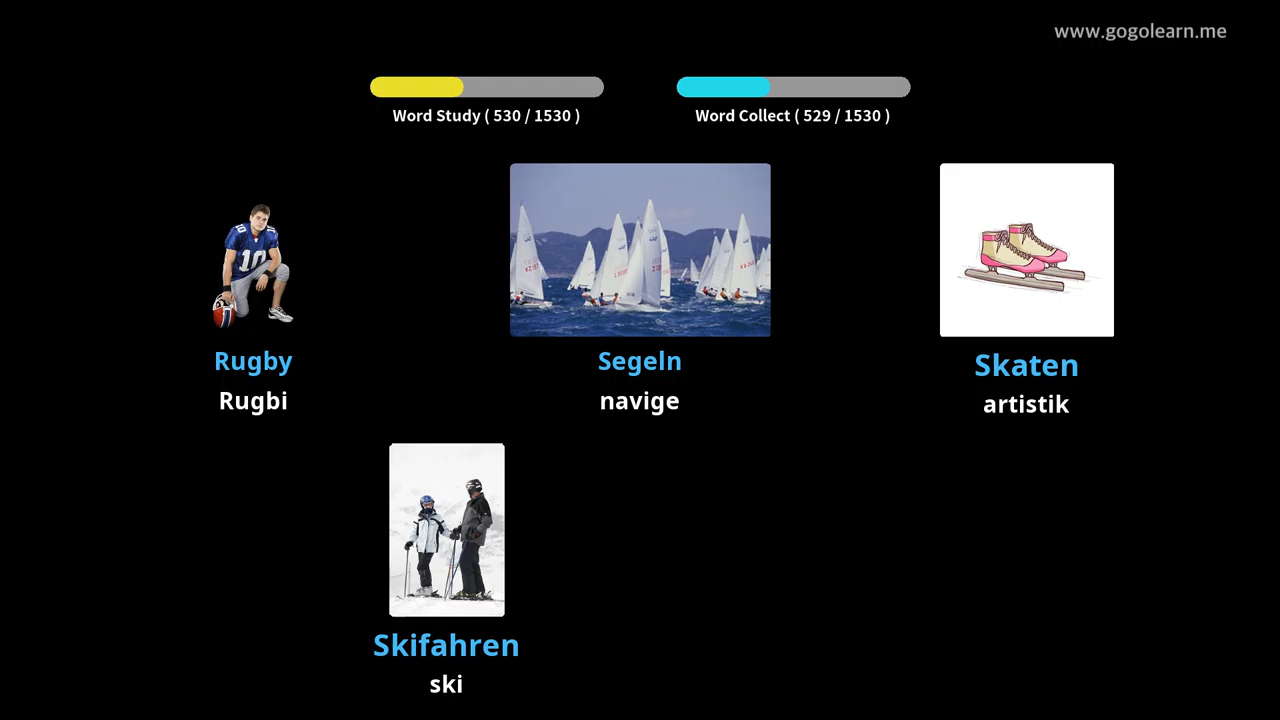 www.gogolearn.me
Word Study ( 530 / 1530 )
Word Collect ( 529 / 1530 )
10
Rugby
Rugbi
Segeln
navige
Skaten
artistik
Skifahren
ski